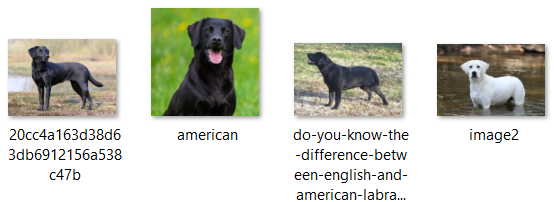 20cc4a163d38d6
3db6912156a538
c47b
american
do-you-know-the
-difference-betw
een-english-and-
american-labra...
image2